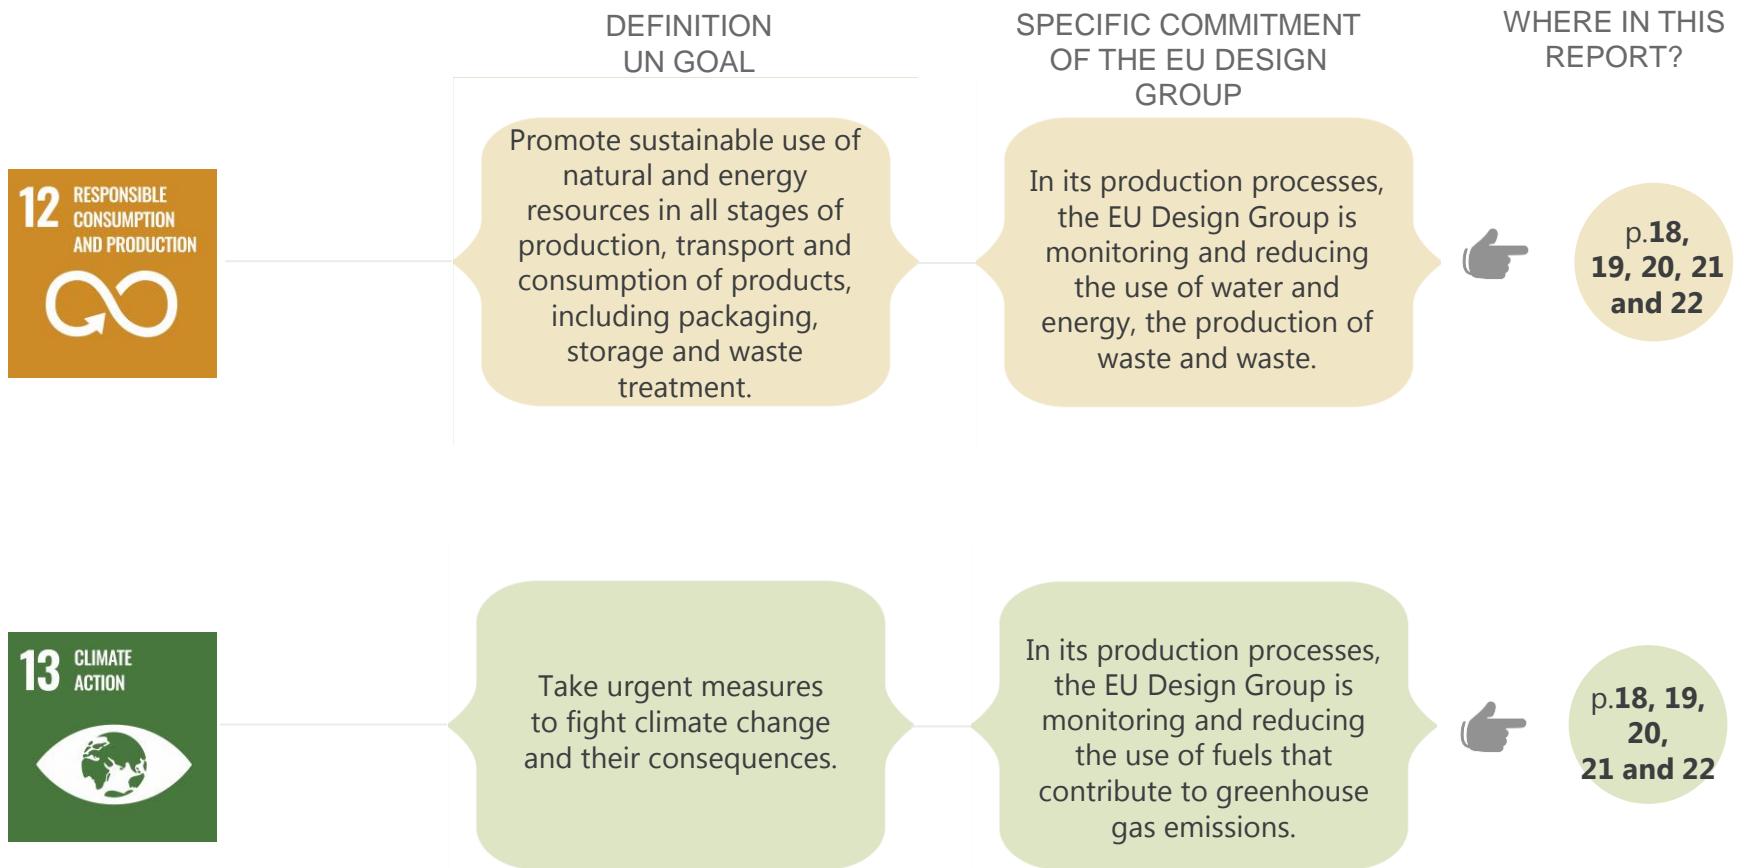 DEFINITION
UN GOAL
SPECIFIC COMMITMENT
OF THE EU DESIGN
GROUP
WHERE IN THIS
REPORT?
12 RESPONSIBLE
CONSUMPTION
AND PRODUCTION
Promote sustainable use of
natural and energy
resources in all stages of
production, transport and
consumption of products,
including packaging,
storage and waste
treatment.
In its production processes,
the EU Design Group is
monitoring and reducing
the use of water and
energy, the production of
waste and waste.
p.18,
19, 20, 21
and 22
13 CLIMATE
ACTION
Take urgent measures
to fight climate change
and their consequences.
In its production processes,
the EU Design Group is
monitoring and reducing
the use of fuels that
contribute to greenhouse
gas emissions.
p.18, 19,
20,
21 and 22